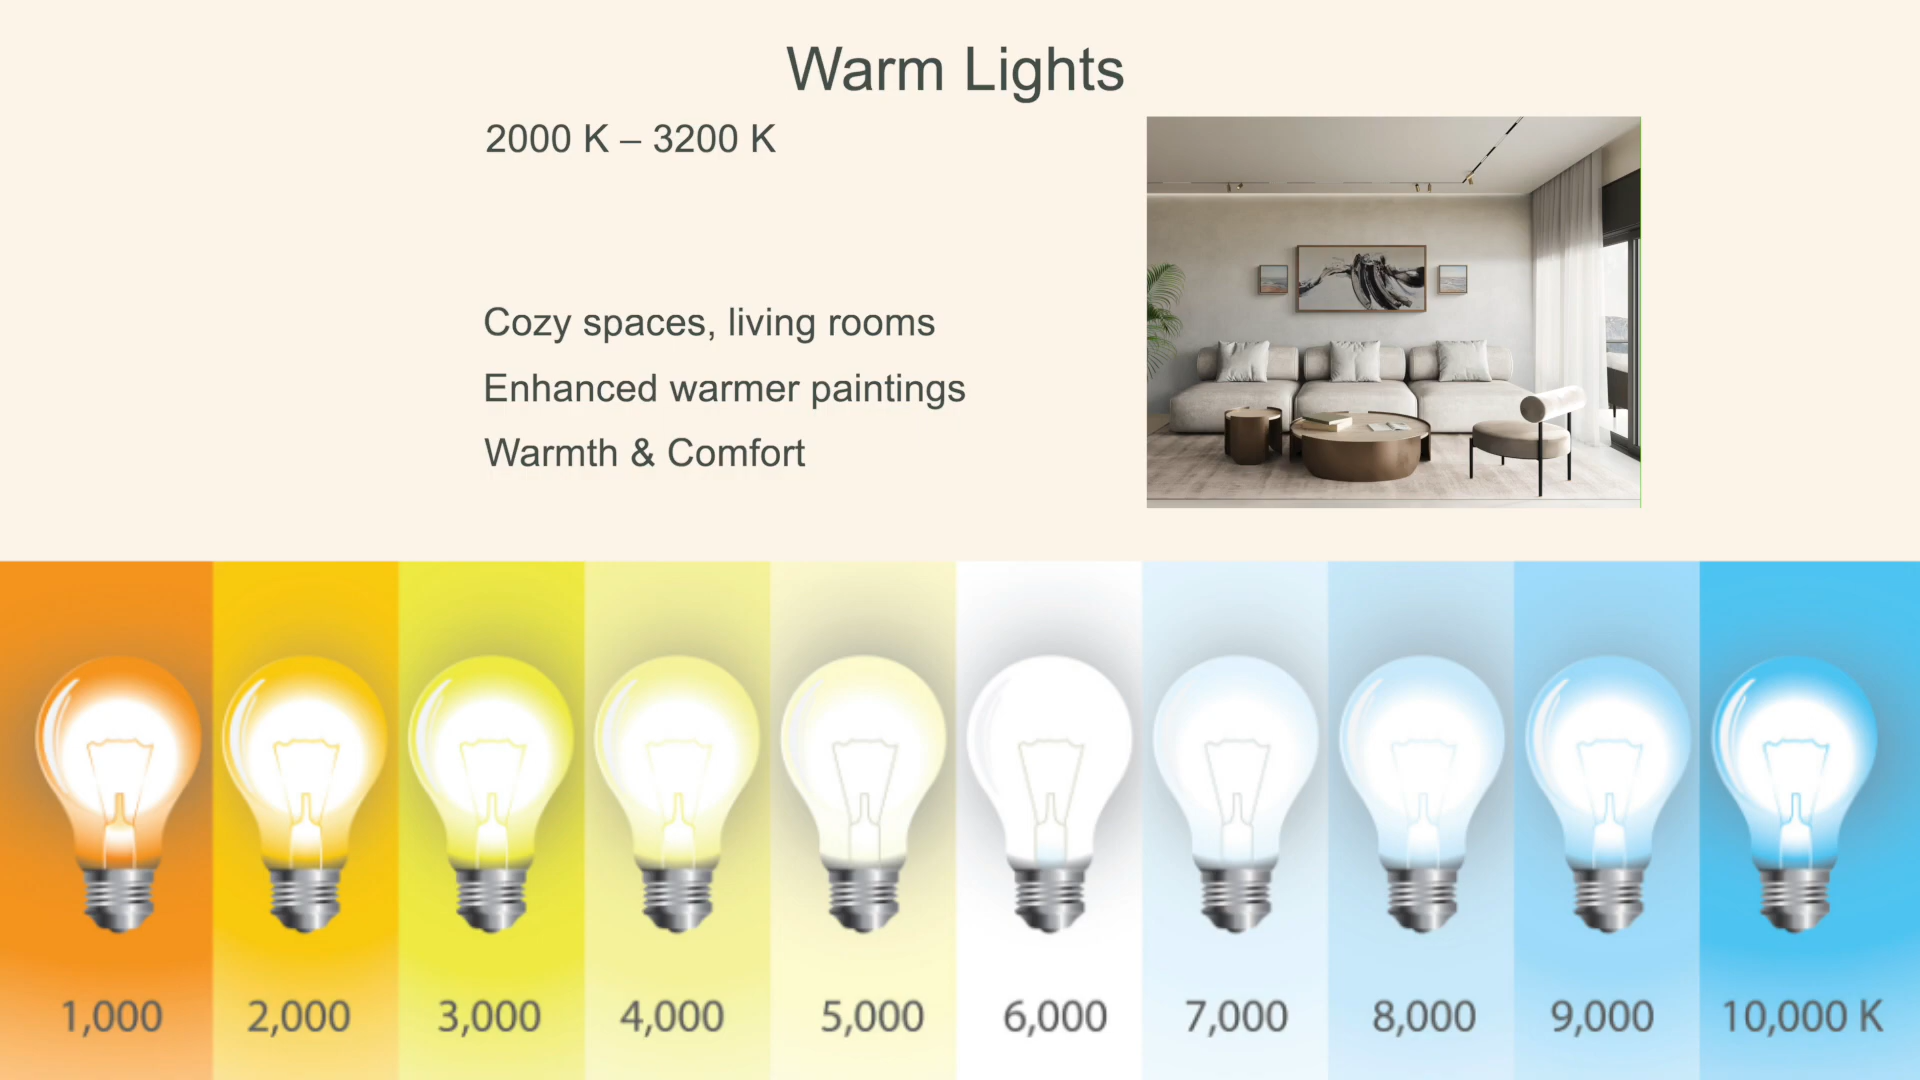 Warm Lights
2000 K – 3200 K
Cozy spaces, living rooms
Enhanced warmer paintings
Warmth & Comfort
1,000 2,000 3,000 4,000 5,000 6,000 7,000 8,000 9,000 10,000 K